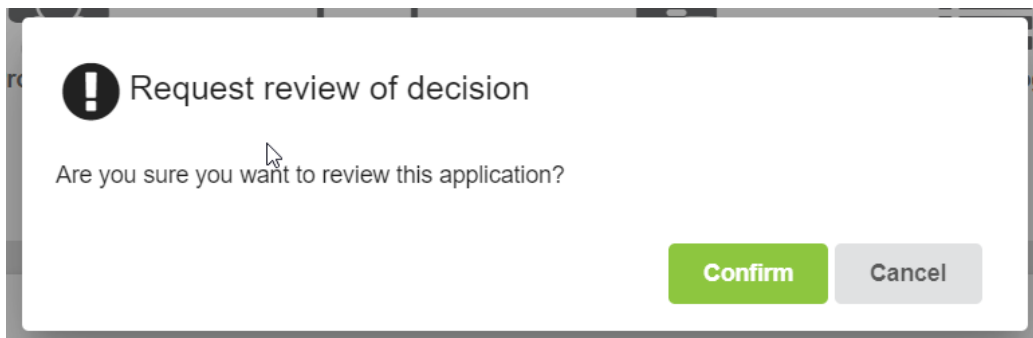 Request review of decision
Are you sure you want to review this application?
Confirm
Cancel